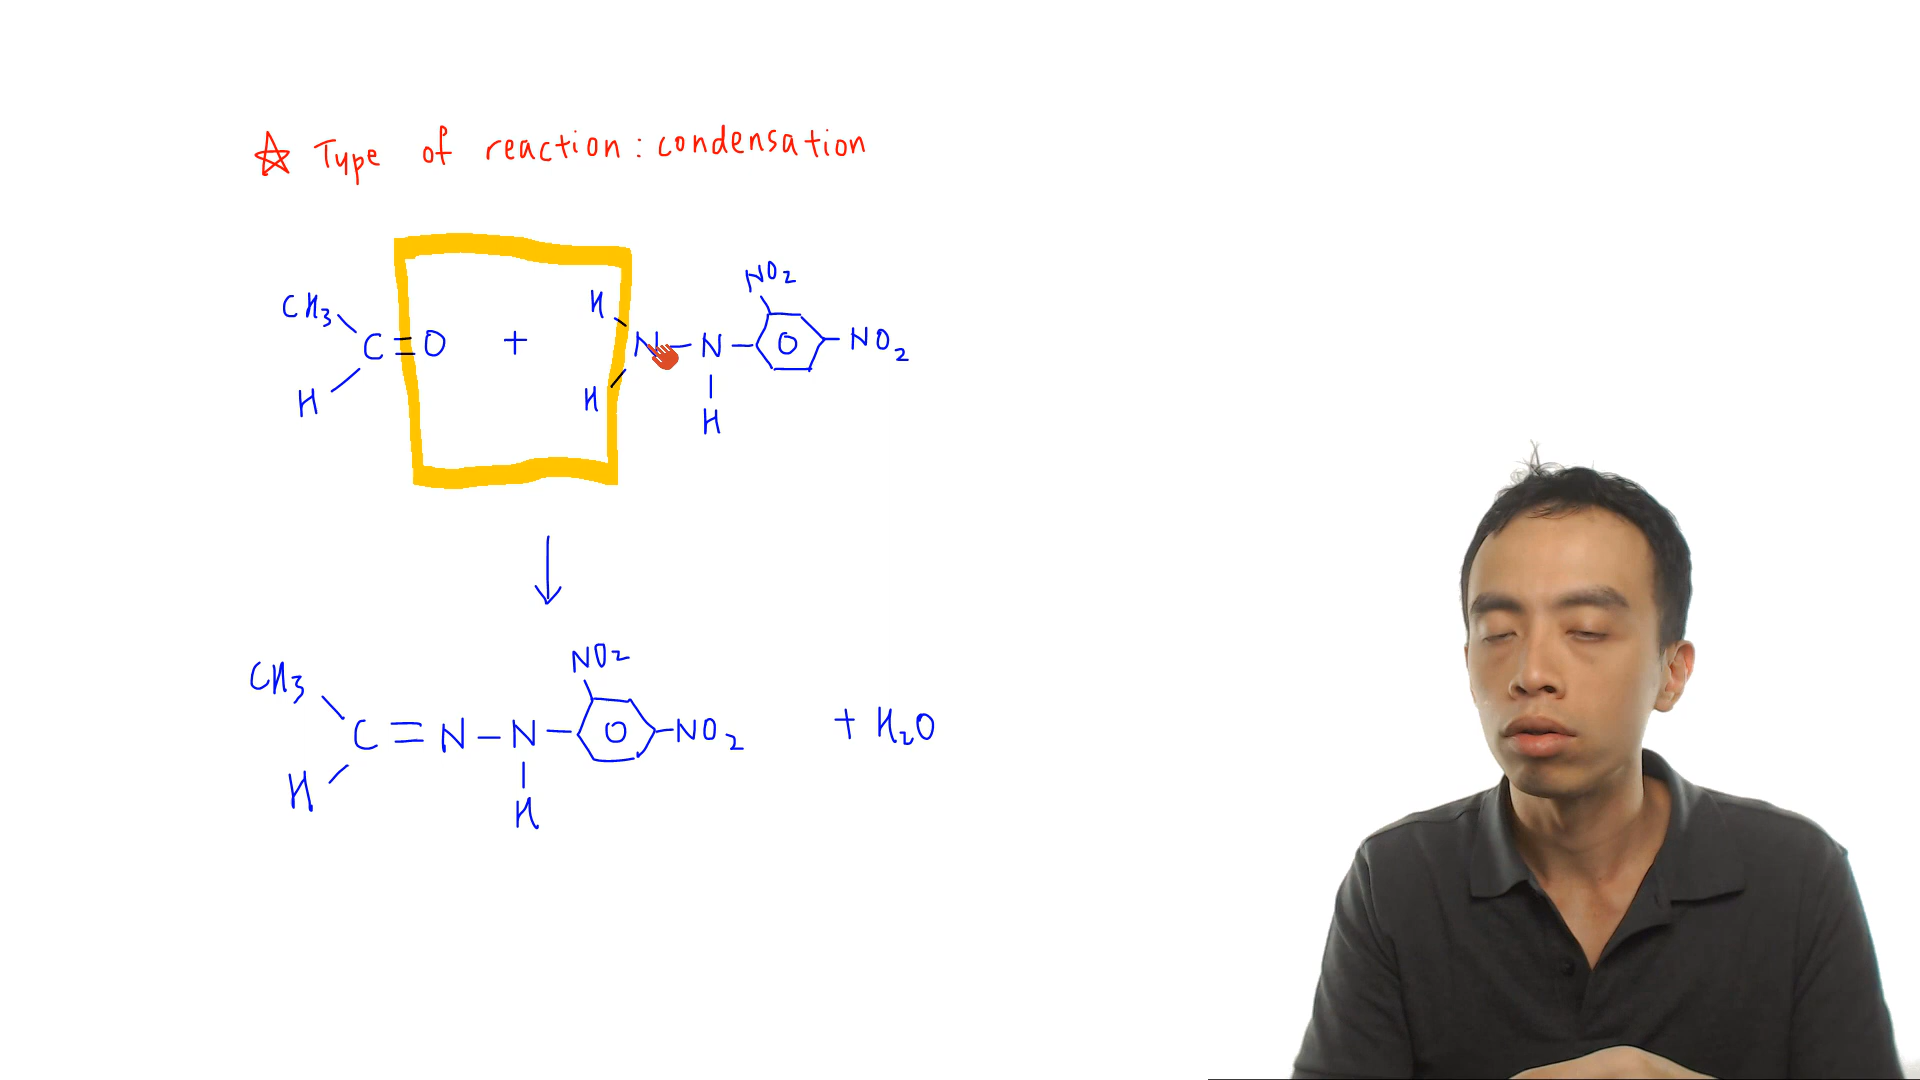 ☆ Type of reaction: condensation
NO2
CH3 H
C=O + N-N- O -NO2
H H H
NO2
CH3
C=N-N- O -NO2 + H2O
H H